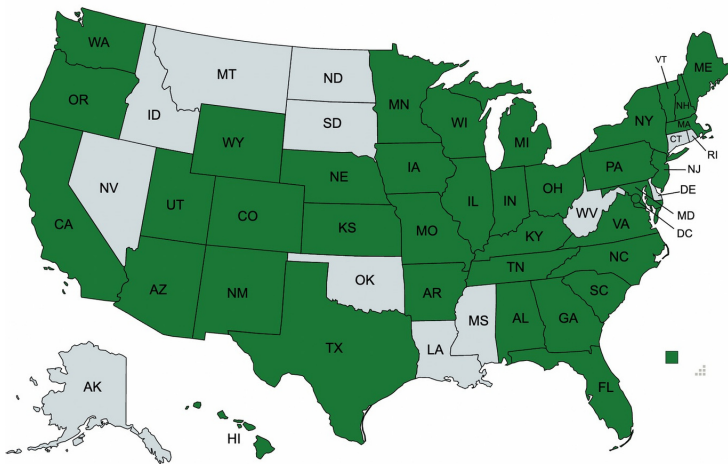 WA
MT
ND
MN
VT
ME
OR
ID
SD
WI
MI
NY
NH
MA
CT
RI
WY
NV
UT
CO
NE
IA
IL
IN
OH
PA
NJ
DE
WV
VA
MD
DC
CA
KS
MO
KY
AZ
NM
OK
AR
TN
NC
SC
TX
LA
MS
AL
GA
FL
AK
HI